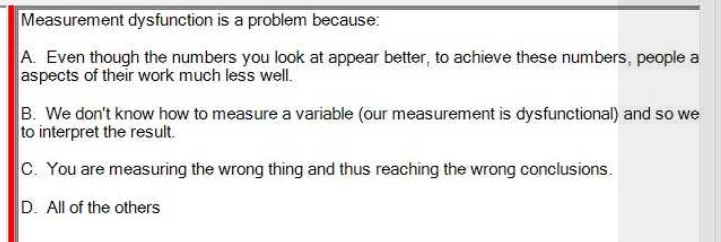 Measurement dysfunction is a problem because:
A. Even though the numbers you look at appear better, to achieve these numbers, people a
aspects of their work much less well.
B. We don't know how to measure a variable (our measurement is dysfunctional) and so we
to interpret the result.
C. You are measuring the wrong thing and thus reaching the wrong conclusions.
D. All of the others